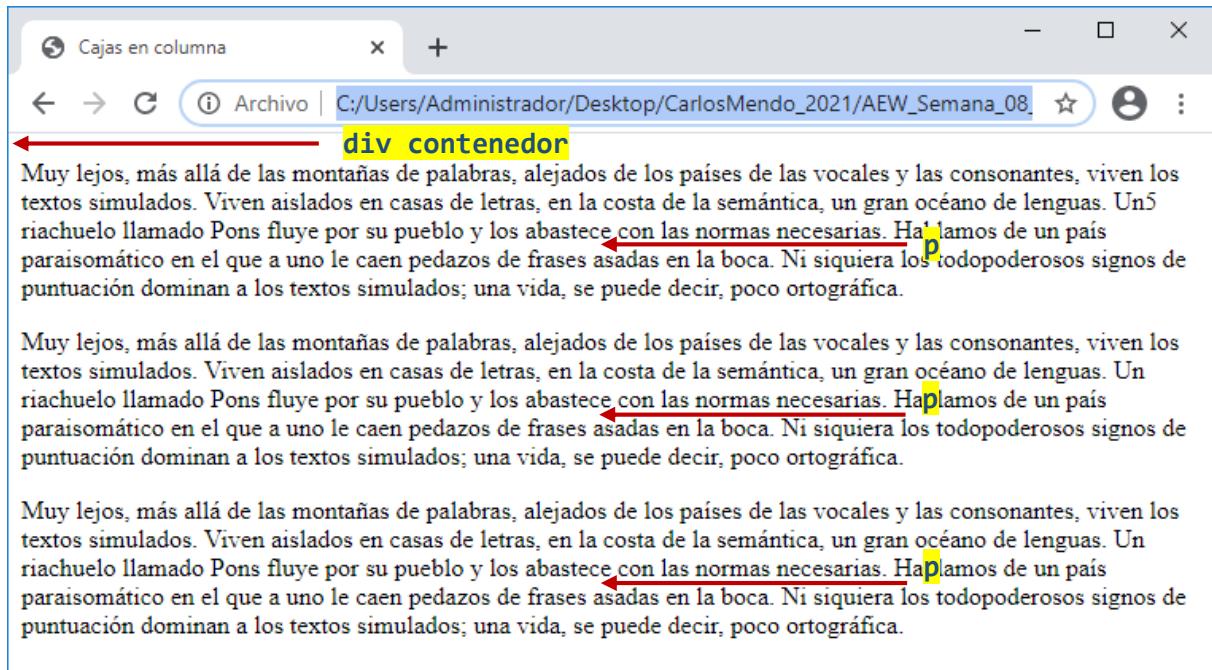 Cajas en columna
Archivo | C:/Users/Administrador/Desktop/CarlosMendo_2021/AEW_Semana_08_
div contenedor
Muy lejos, más allá de las montañas de palabras, alejados de los países de las vocales y las consonantes, viven los
textos simulados. Viven aislados en casas de letras, en la costa de la semántica, un gran océano de lenguas. Un5
riachuelo llamado Pons fluye por su pueblo y los abastece con las normas necesarias. Hablamos de un país
p
paraisomático en el que a uno le caen pedazos de frases asadas en la boca. Ni siquiera los todopoderosos signos de
puntuación dominan a los textos simulados; una vida, se puede decir, poco ortográfica.
Muy lejos, más allá de las montañas de palabras, alejados de los países de las vocales y las consonantes, viven los
textos simulados. Viven aislados en casas de letras, en la costa de la semántica, un gran océano de lenguas. Un
riachuelo llamado Pons fluye por su pueblo y los abastece con las normas necesarias. Hablamos de un país
p
paraisomático en el que a uno le caen pedazos de frases asadas en la boca. Ni siquiera los todopoderosos signos de
puntuación dominan a los textos simulados; una vida, se puede decir, poco ortográfica.
Muy lejos, más allá de las montañas de palabras, alejados de los países de las vocales y las consonantes, viven los
textos simulados. Viven aislados en casas de letras, en la costa de la semántica, un gran océano de lenguas. Un
riachuelo llamado Pons fluye por su pueblo y los abastece con las normas necesarias. Hablamos de un país
p
paraisomático en el que a uno le caen pedazos de frases asadas en la boca. Ni siquiera los todopoderosos signos de
puntuación dominan a los textos simulados; una vida, se puede decir, poco ortográfica.